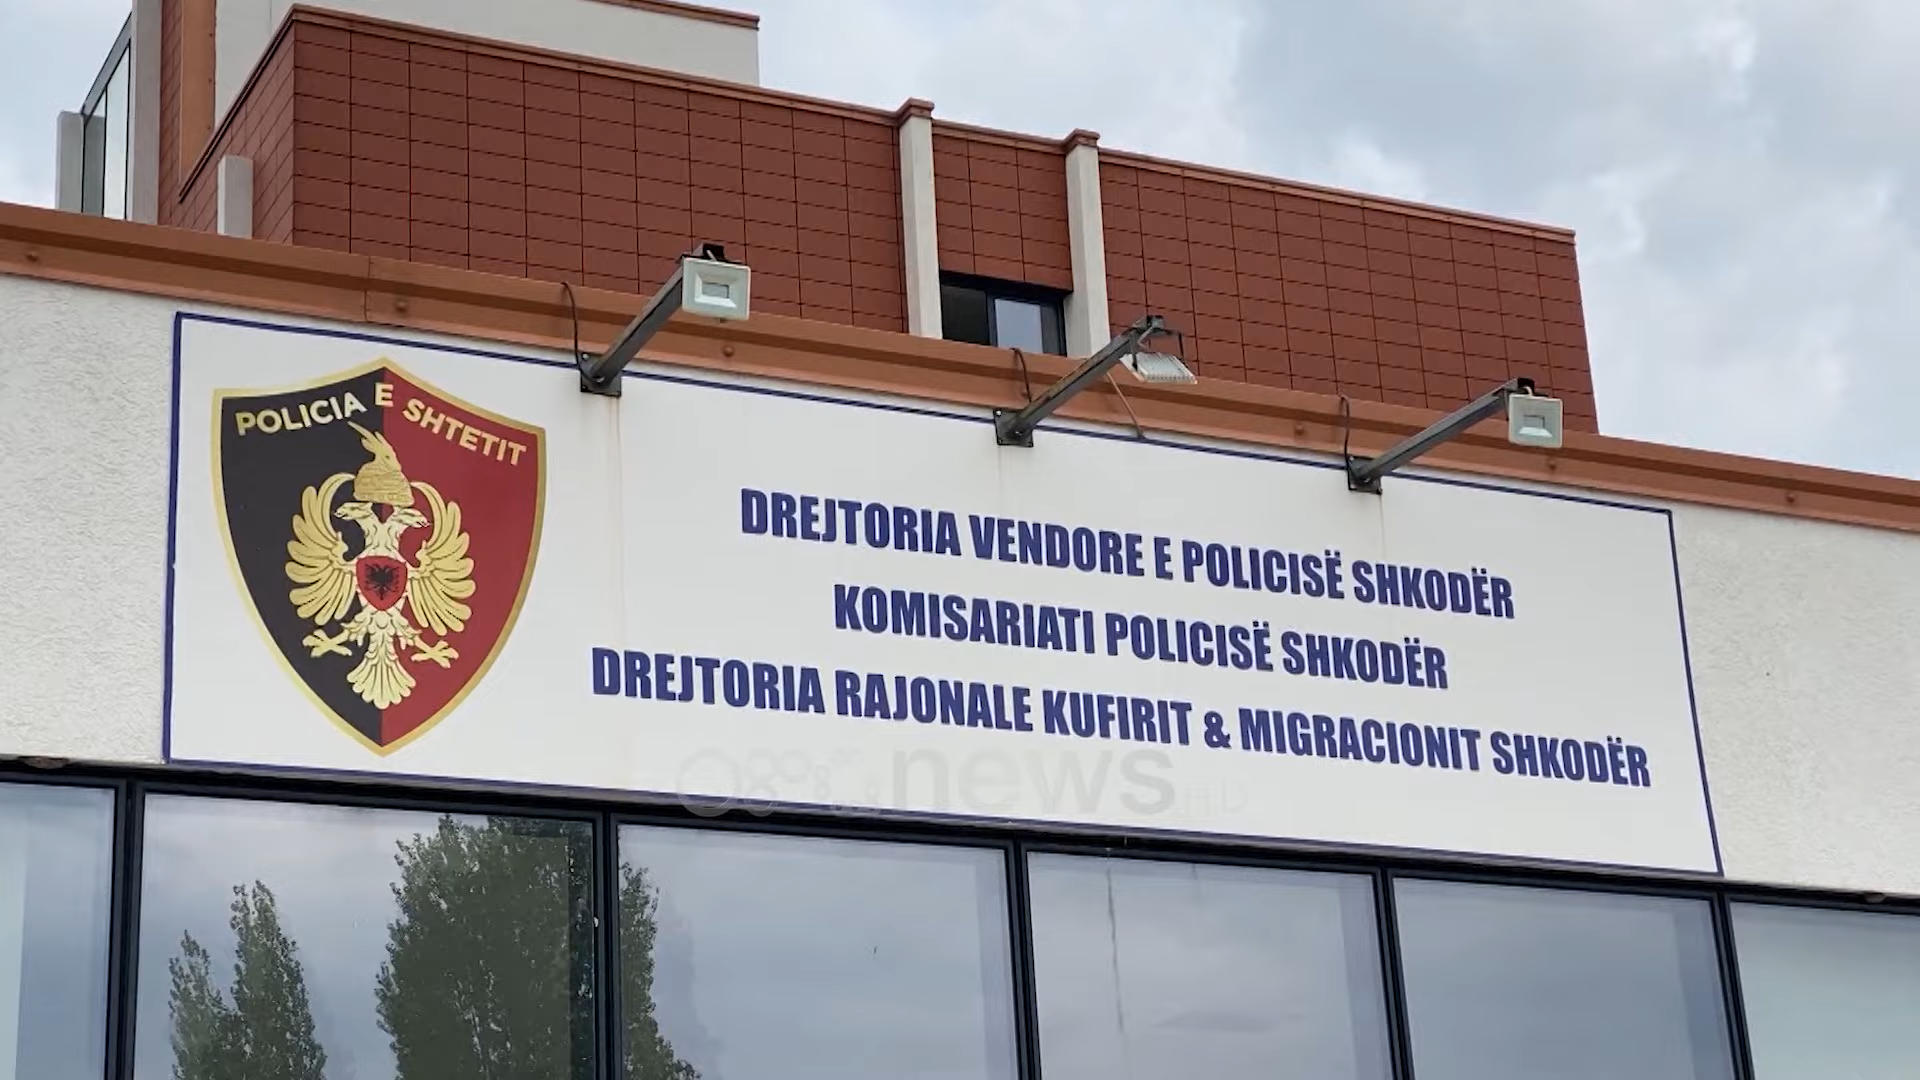 POLICIA E SHTETIT
DREJTORIA VENDORE E POLICISË SHKODËR
KOMISARIATI POLICISË SHKODËR
DREJTORIA RAJONALE KUFIRIT & MIGRACIONIT SHKODËR
news